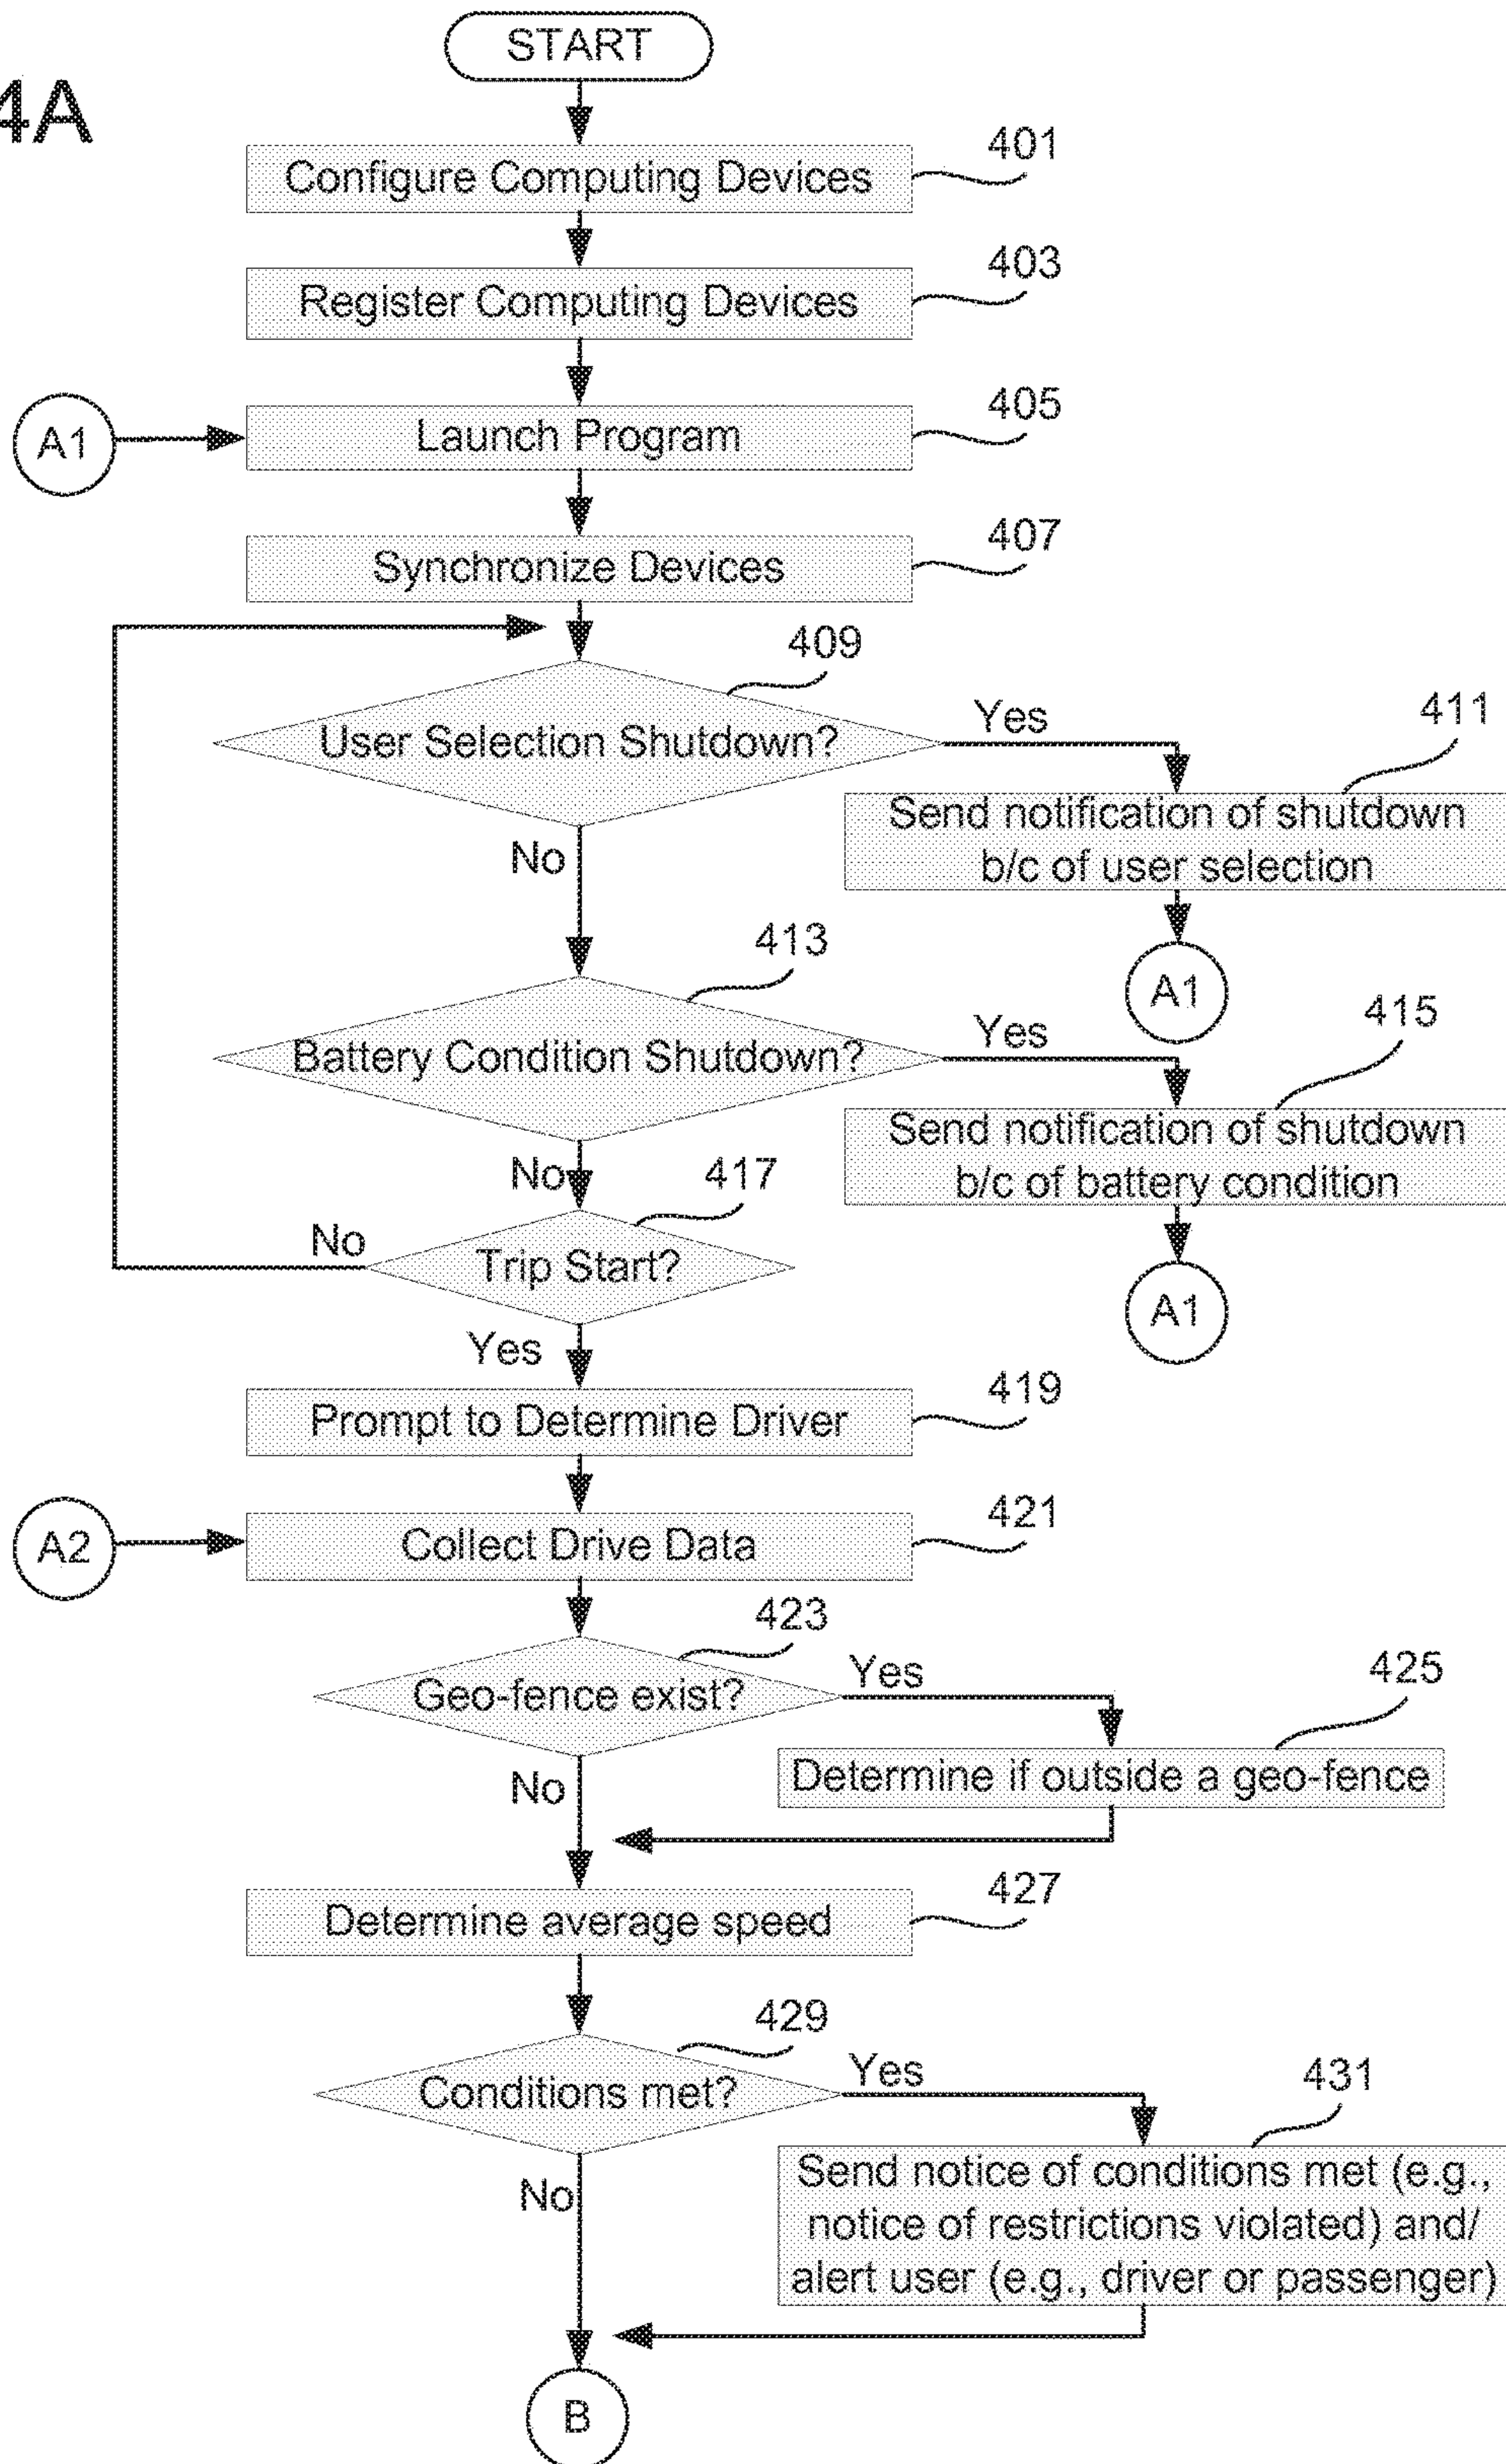 4A
START
Configure Computing Devices
401
Register Computing Devices
403
A1
Launch Program
405
Synchronize Devices
407
409
User Selection Shutdown?
Yes
411
Send notification of shutdown
b/c of user selection
No
A1
413
Battery Condition Shutdown?
Yes
415
Send notification of shutdown
b/c of battery condition
No
417
A1
No
Trip Start?
Yes
Prompt to Determine Driver
419
A2
Collect Drive Data
421
423
Geo-fence exist?
Yes
425
Determine if outside a geo-fence
No
Determine average speed
427
429
Conditions met?
Yes
431
Send notice of conditions met (e.g.,
notice of restrictions violated) and/
alert user (e.g., driver or passenger)
No
B